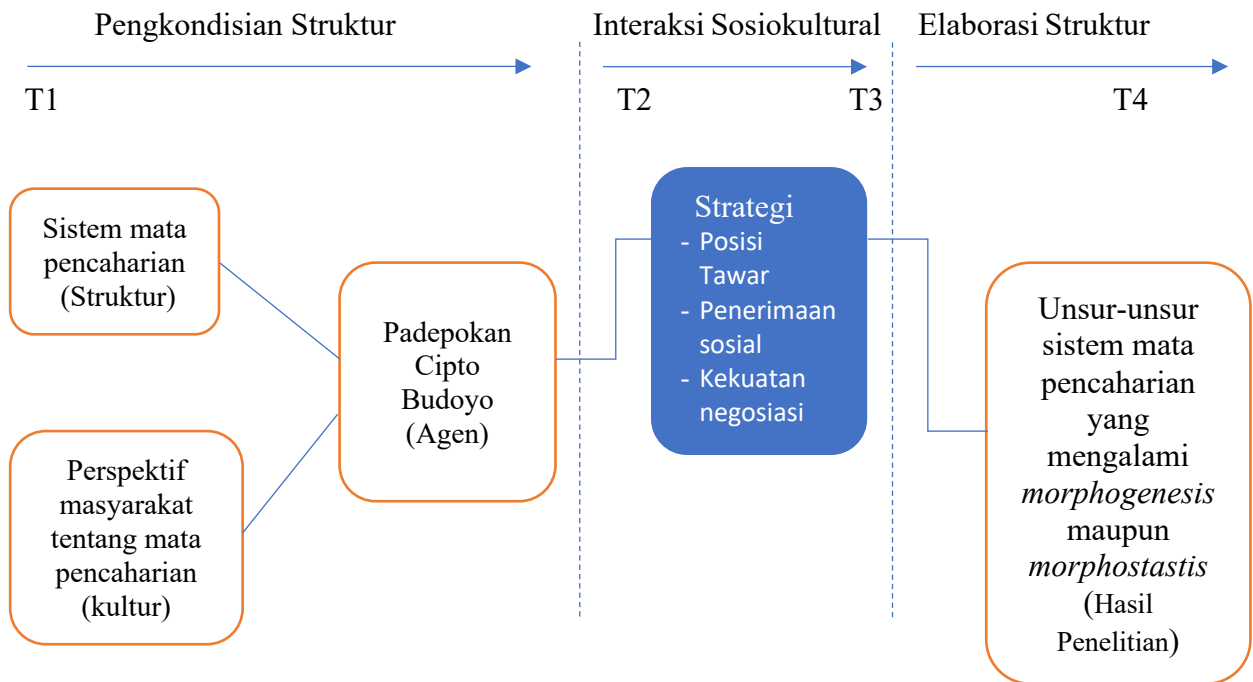 Pengkondisian Struktur
Interaksi Sosiokultural
Elaborasi Struktur
T1
T2
T3
T4
Sistem mata
pencaharian
(Struktur)
Perspektif
masyarakat
tentang mata
pencaharian
(kultur)
Padepokan
Cipto
Budoyo
(Agen)
Strategi
- Posisi
Tawar
- Penerimaan
sosial
- Kekuatan
negosiasi
Unsur-unsur
sistem mata
pencaharian
yang
mengalami
morphogenesis
maupun
morphostastis
(Hasil
Penelitian)